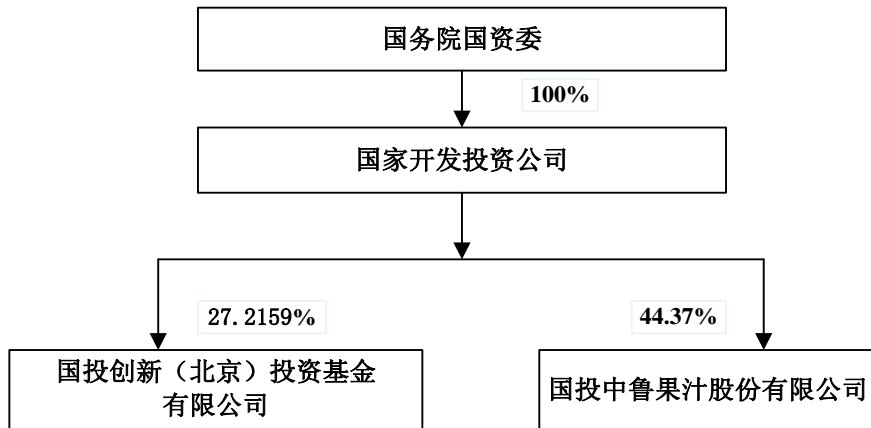 国务院国资委
100%
国家开发投资公司
27.2159%
44.37%
国投创新（北京）投资基金
有限公司
国投中鲁果汁股份有限公司